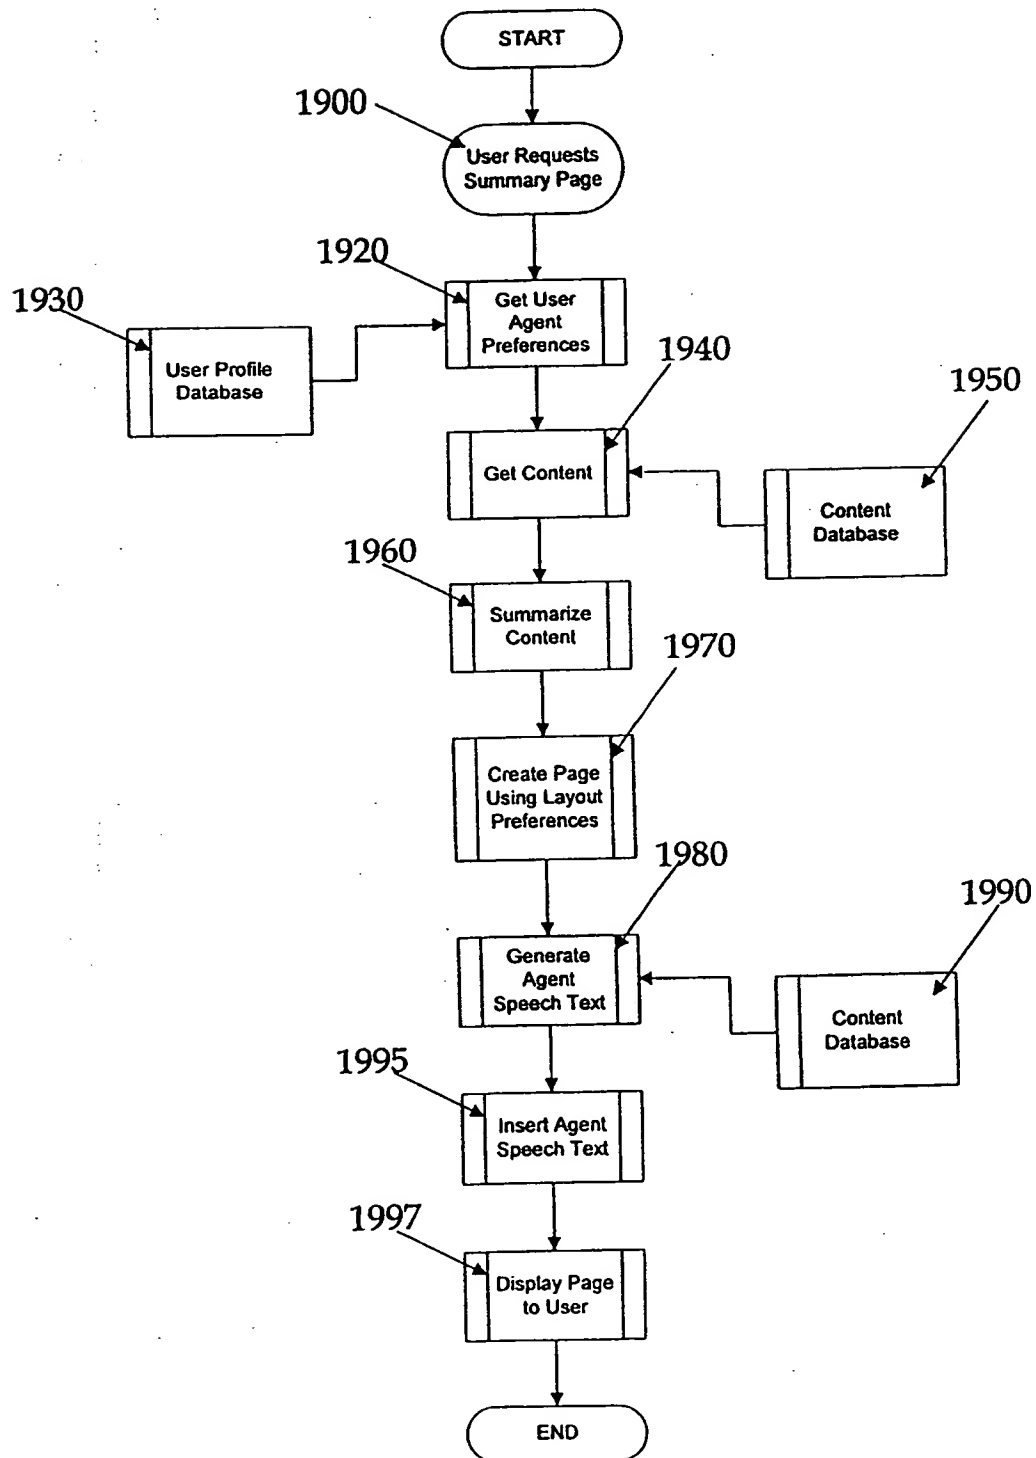 START
1900
User Requests
Summary Page
1920
Get User
Agent
Preferences
1930
User Profile
Database
1940
Get Content
1950
Content
Database
1960
Summarize
Content
1970
Create Page
Using Layout
Preferences
1980
Generate
Agent
Speech Text
1990
Content
Database
1995
Insert Agent
Speech Text
1997
Display Page
to User
END